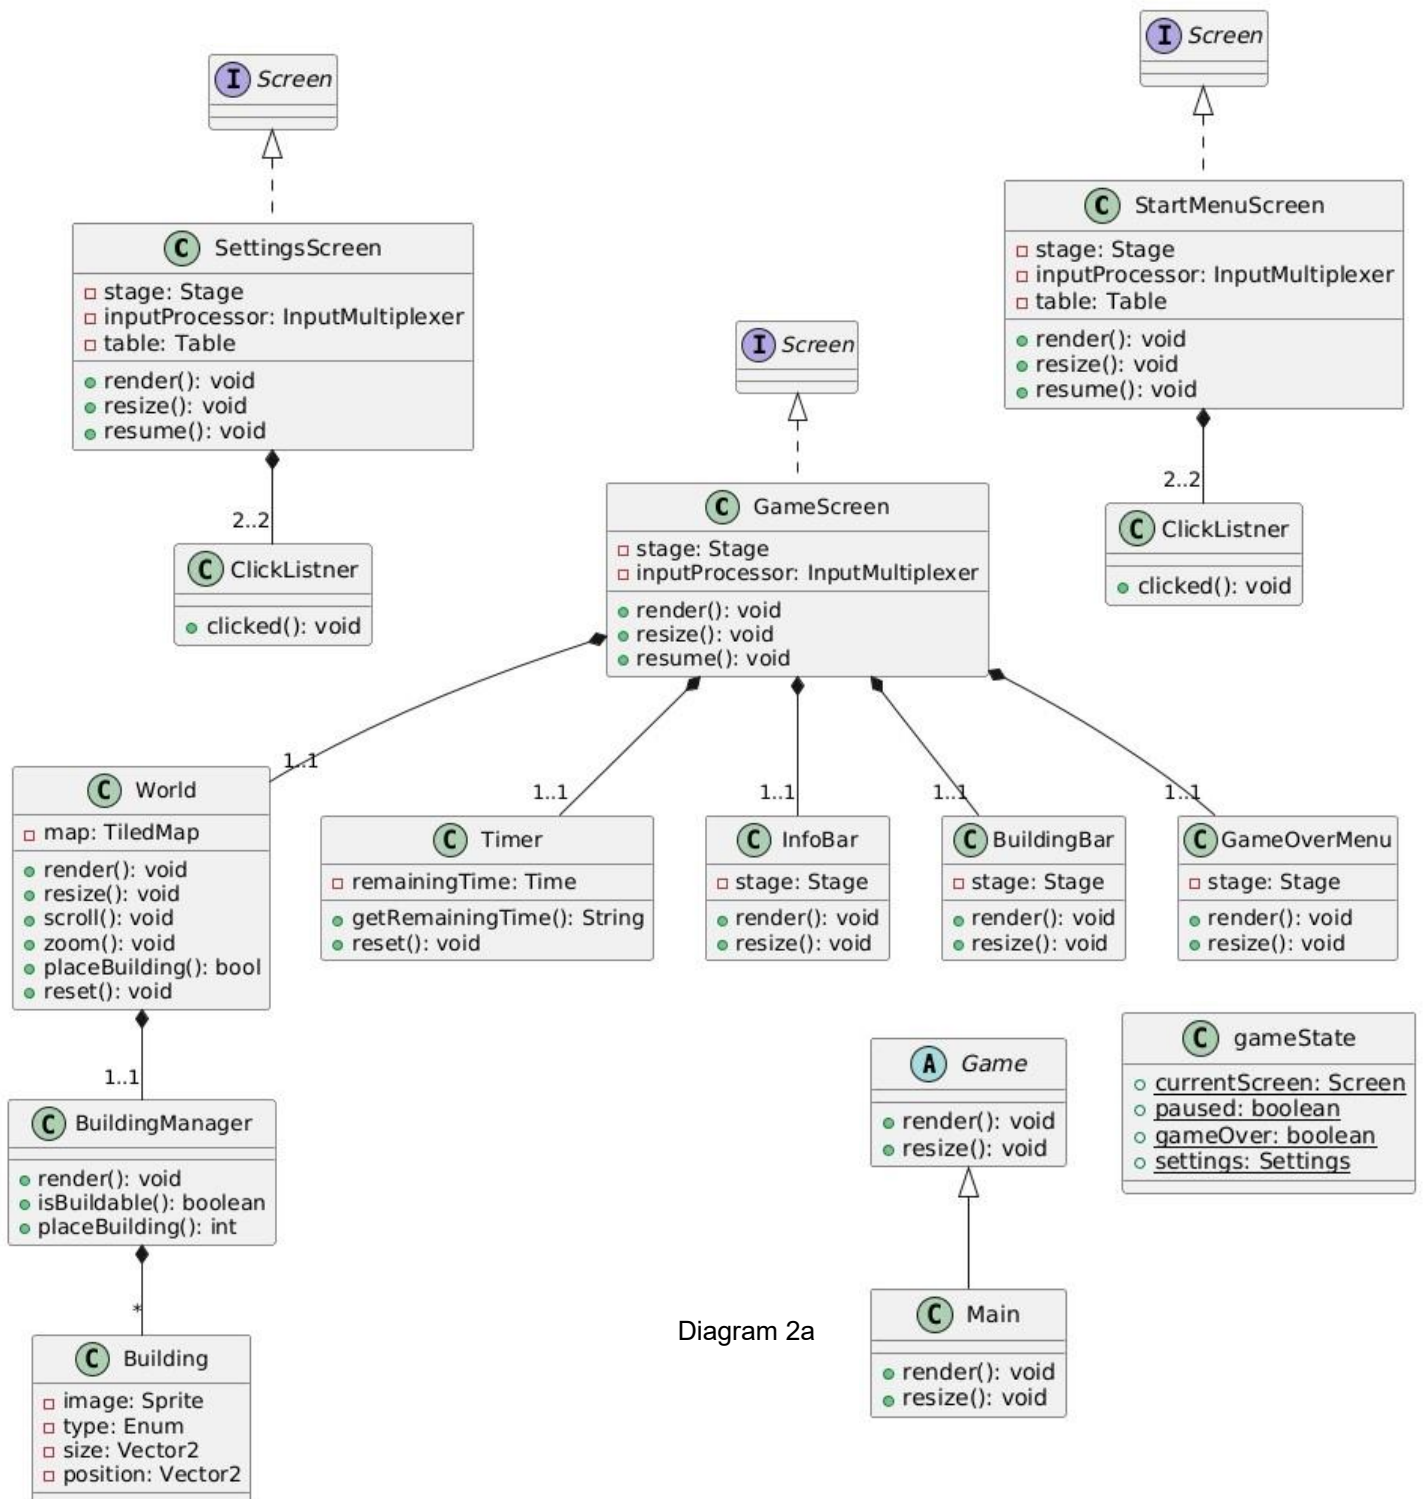 I Screen
C SettingsScreen
stage: Stage
inputProcessor: InputMultiplexer
table: Table
render(): void
resize(): void
resume(): void
2..2
C ClickListner
clicked(): void
I Screen
C StartMenuScreen
stage: Stage
inputProcessor: InputMultiplexer
table: Table
render(): void
resize(): void
resume(): void
2..2
C ClickListner
clicked(): void
I Screen
C GameScreen
stage: Stage
inputProcessor: InputMultiplexer
render(): void
resize(): void
resume(): void
1..1
1..1
1..1
1..1
1..1
C World
map: TiledMap
render(): void
resize(): void
scroll(): void
zoom(): void
placeBuilding(): bool
reset(): void
C Timer
remainingTime: Time
getRemainingTime(): String
reset(): void
C InfoBar
stage: Stage
render(): void
resize(): void
C BuildingBar
stage: Stage
render(): void
resize(): void
C GameOverMenu
stage: Stage
render(): void
resize(): void
1..1
C BuildingManager
render(): void
isBuildable(): boolean
placeBuilding(): int
*
C Building
image: Sprite
type: Enum
size: Vector2
position: Vector2
A Game
render(): void
resize(): void
C Main
render(): void
resize(): void
C gameState
currentScreen: Screen
paused: boolean
gameOver: boolean
settings: Settings
Diagram 2a